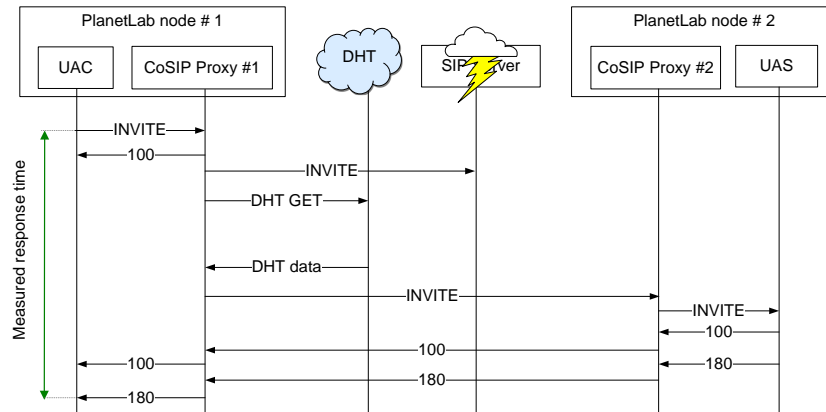 PlanetLab node # 1
PlanetLab node # 2
UAC
CoSIP Proxy #1
DHT
SIP
CoSIP Proxy #2
UAS
INVITE
100
INVITE
DHT GET
DHT data
INVITE
INVITE
100
100
100
180
180
180
Measured response time